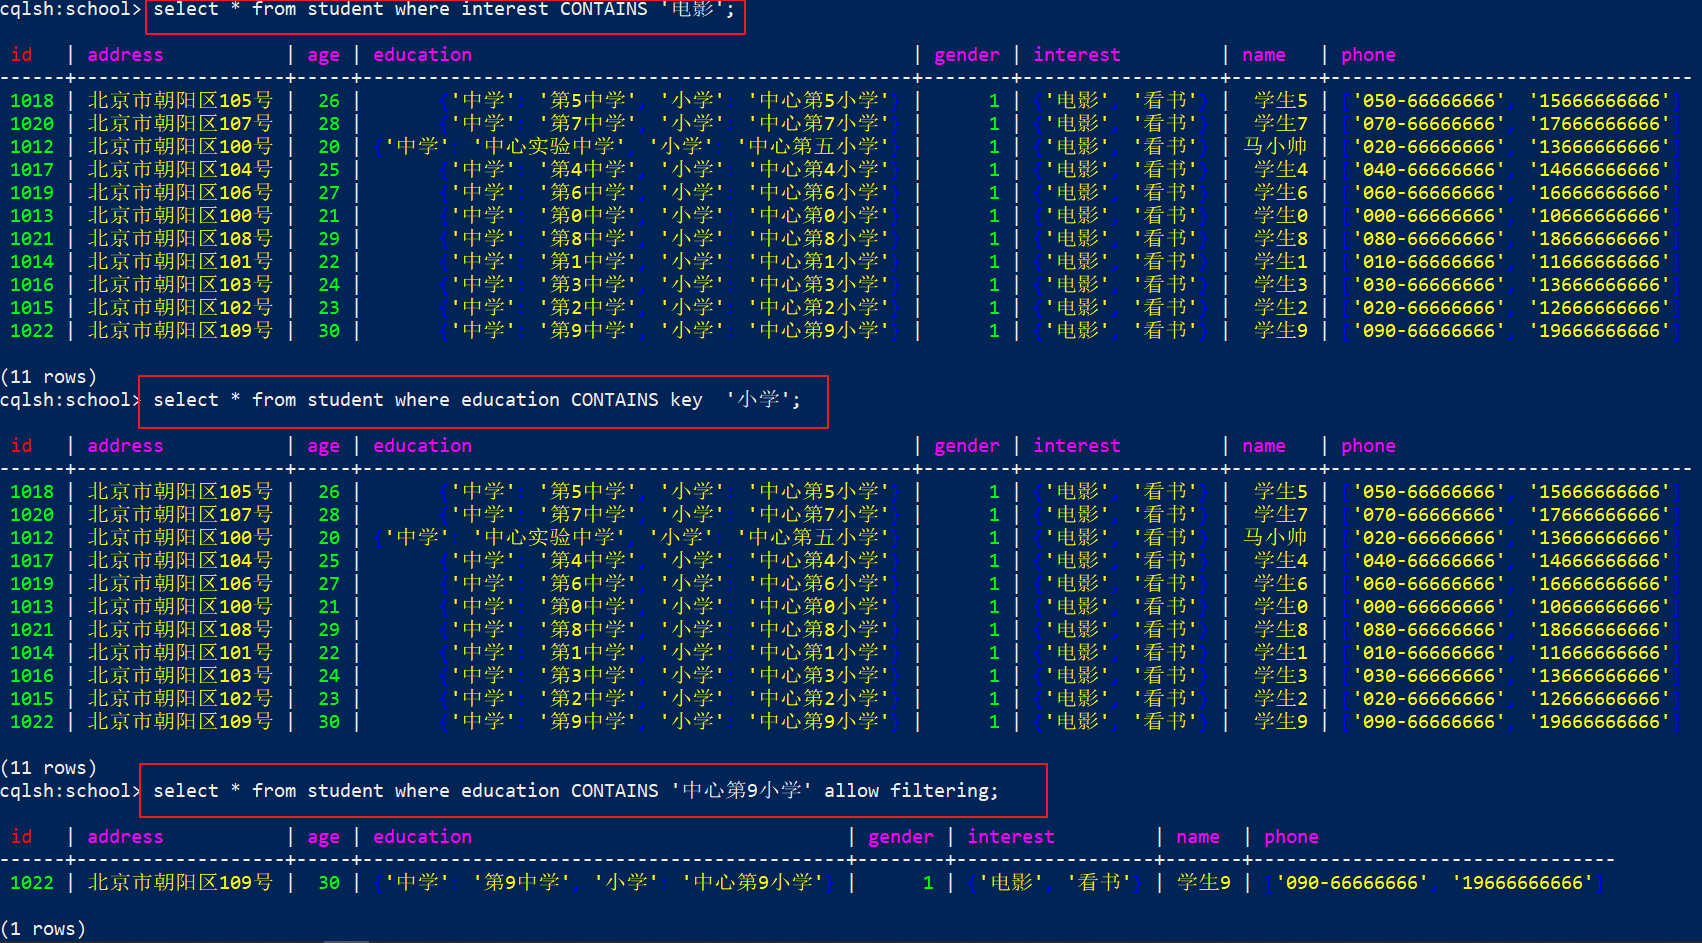 cqlsh:school> select * from student where interest CONTAINS '电影';
id | address | age | education | gender | interest | name | phone
------+-------------------+-----+--------------------------------------------------+--------+------------------+--------+---------------------------------
1018 | 北京市朝阳区105号 | 26 | {'中学': '第5中学', '小学': '中心第5小学'} | 1 | {'电影', '看书'} | 学生5 | ['050-66666666', '15666666666']
1020 | 北京市朝阳区107号 | 28 | {'中学': '第7中学', '小学': '中心第7小学'} | 1 | {'电影', '看书'} | 学生7 | ['070-66666666', '17666666666']
1012 | 北京市朝阳区100号 | 20 | {'中学': '中心实验中学', '小学': '中心第五小学'} | 1 | {'电影', '看书'} | 马小帅 | ['020-66666666', '13666666666']
1017 | 北京市朝阳区104号 | 25 | {'中学': '第4中学', '小学': '中心第4小学'} | 1 | {'电影', '看书'} | 学生4 | ['040-66666666', '14666666666']
1019 | 北京市朝阳区106号 | 27 | {'中学': '第6中学', '小学': '中心第6小学'} | 1 | {'电影', '看书'} | 学生6 | ['060-66666666', '16666666666']
1013 | 北京市朝阳区100号 | 21 | {'中学': '第0中学', '小学': '中心第0小学'} | 1 | {'电影', '看书'} | 学生0 | ['000-66666666', '10666666666']
1021 | 北京市朝阳区108号 | 29 | {'中学': '第8中学', '小学': '中心第8小学'} | 1 | {'电影', '看书'} | 学生8 | ['080-66666666', '18666666666']
1014 | 北京市朝阳区101号 | 22 | {'中学': '第1中学', '小学': '中心第1小学'} | 1 | {'电影', '看书'} | 学生1 | ['010-66666666', '11666666666']
1016 | 北京市朝阳区103号 | 24 | {'中学': '第3中学', '小学': '中心第3小学'} | 1 | {'电影', '看书'} | 学生3 | ['030-66666666', '13666666666']
1015 | 北京市朝阳区102号 | 23 | {'中学': '第2中学', '小学': '中心第2小学'} | 1 | {'电影', '看书'} | 学生2 | ['020-66666666', '12666666666']
1022 | 北京市朝阳区109号 | 30 | {'中学': '第9中学', '小学': '中心第9小学'} | 1 | {'电影', '看书'} | 学生9 | ['090-66666666', '19666666666']
(11 rows)
cqlsh:school> select * from student where education CONTAINS key  '小学';
id | address | age | education | gender | interest | name | phone
------+-------------------+-----+--------------------------------------------------+--------+------------------+--------+---------------------------------
1018 | 北京市朝阳区105号 | 26 | {'中学': '第5中学', '小学': '中心第5小学'} | 1 | {'电影', '看书'} | 学生5 | ['050-66666666', '15666666666']
1020 | 北京市朝阳区107号 | 28 | {'中学': '第7中学', '小学': '中心第7小学'} | 1 | {'电影', '看书'} | 学生7 | ['070-66666666', '17666666666']
1012 | 北京市朝阳区100号 | 20 | {'中学': '中心实验中学', '小学': '中心第五小学'} | 1 | {'电影', '看书'} | 马小帅 | ['020-66666666', '13666666666']
1017 | 北京市朝阳区104号 | 25 | {'中学': '第4中学', '小学': '中心第4小学'} | 1 | {'电影', '看书'} | 学生4 | ['040-66666666', '14666666666']
1019 | 北京市朝阳区106号 | 27 | {'中学': '第6中学', '小学': '中心第6小学'} | 1 | {'电影', '看书'} | 学生6 | ['060-66666666', '16666666666']
1013 | 北京市朝阳区100号 | 21 | {'中学': '第0中学', '小学': '中心第0小学'} | 1 | {'电影', '看书'} | 学生0 | ['000-66666666', '10666666666']
1021 | 北京市朝阳区108号 | 29 | {'中学': '第8中学', '小学': '中心第8小学'} | 1 | {'电影', '看书'} | 学生8 | ['080-66666666', '18666666666']
1014 | 北京市朝阳区101号 | 22 | {'中学': '第1中学', '小学': '中心第1小学'} | 1 | {'电影', '看书'} | 学生1 | ['010-66666666', '11666666666']
1016 | 北京市朝阳区103号 | 24 | {'中学': '第3中学', '小学': '中心第3小学'} | 1 | {'电影', '看书'} | 学生3 | ['030-66666666', '13666666666']
1015 | 北京市朝阳区102号 | 23 | {'中学': '第2中学', '小学': '中心第2小学'} | 1 | {'电影', '看书'} | 学生2 | ['020-66666666', '12666666666']
1022 | 北京市朝阳区109号 | 30 | {'中学': '第9中学', '小学': '中心第9小学'} | 1 | {'电影', '看书'} | 学生9 | ['090-66666666', '19666666666']
(11 rows)
cqlsh:school> select * from student where education CONTAINS '中心第9小学' allow filtering;
id | address | age | education | gender | interest | name | phone
------+-------------------+-----+--------------------------------------------+--------+------------------+-------+---------------------------------
1022 | 北京市朝阳区109号 | 30 | {'中学': '第9中学', '小学': '中心第9小学'} | 1 | {'电影', '看书'} | 学生9 | ['090-66666666', '19666666666']
(1 rows)